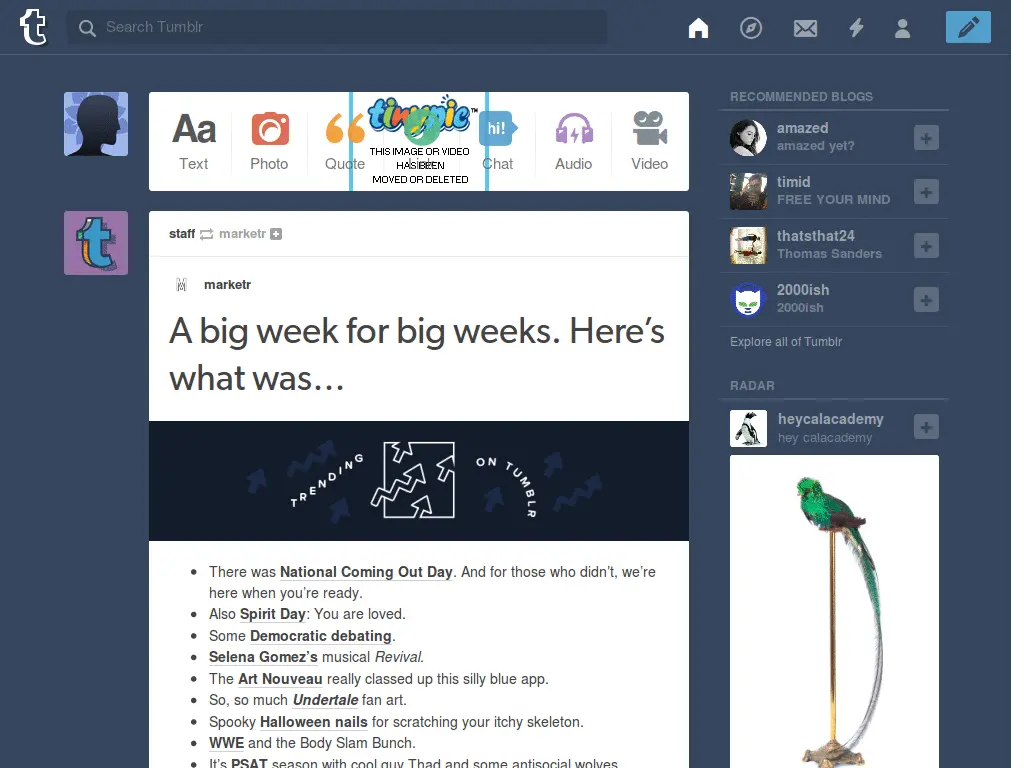 Search Tumblr
Aa
Text
Photo
Quote
tinypic™
THIS IMAGE OR VIDEO
HAS BEEN
MOVED OR DELETED
Link
hi!
Chat
Audio
Video
staff marketr
marketr
A big week for big weeks. Here’s
what was…
TRENDING
ON TUMBLR
• There was National Coming Out Day. And for those who didn’t, we’re
here when you’re ready.
• Also Spirit Day: You are loved.
• Some Democratic debating.
• Selena Gomez’s musical Revival.
• The Art Nouveau really classed up this silly blue app.
• So, so much Undertale fan art.
• Spooky Halloween nails for scratching your itchy skeleton.
• WWE and the Body Slam Bunch.
• It’s PSAT season with cool guy Thad and some antisocial wolves.
RECOMMENDED BLOGS
amazed
amazed yet?
timid
FREE YOUR MIND
thatsthat24
Thomas Sanders
2000ish
2000ish
Explore all of Tumblr
RADAR
heycalacademy
hey calacademy